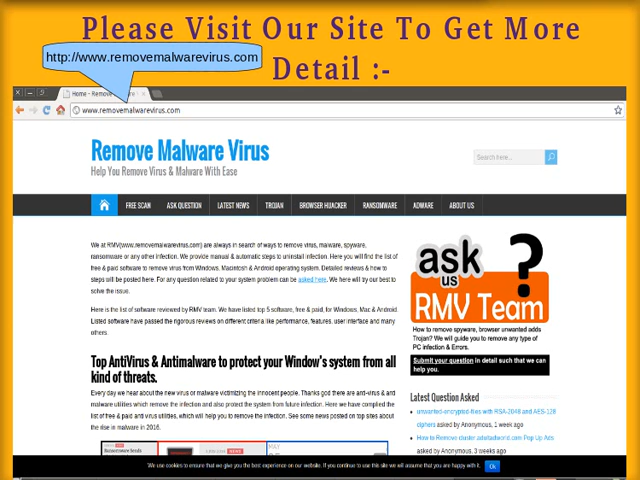 Please Visit Our Site To Get More
Detail :-
http://www.removemalwarevirus.com
Home - Remove Malware
www.removemalwarevirus.com
Remove Malware Virus
Help You Remove Virus & Malware With Ease
Search here...
FREE SCAN ASK QUESTION LATEST NEWS TROJAN BROWSER HIJACKER RANSOMWARE ADWARE ABOUT US
We at RMV(www.removemalwarevirus.com) are always in search of ways to remove virus, malware, spyware,
ransomware or any other infection. We provide manual & automatic steps to uninstall infection. Here you will find the list of
free & paid software to remove virus from Windows, Macintosh & Android operating system. Detailed reviews & how to
steps will be posted here. For any question related to your system problem can be asked here. We here will try our best to
solve the issue.
Here is the list of software reviewed by RMV team. We have listed top 5 software, free & paid, for Windows, Mac & Android.
Listed software have passed the rigorous reviews on different criteria like performance, features, user interface and many
others.
Top AntiVirus & Antimalware to protect your Window's system from all
kind of threats.
Every day we hear about the new virus or malware victimizing the innocent people. Thanks god there are anti-virus & anti
malware utilities which remove the infection and also protect the system from future infection. Here we have compiled the
list of free & paid anti virus utilities, which will help you to remove the infection. See some news posted on top sites about
the rise in malware in 2016.
ask
us
?
RMV Team
How to remove spyware, browser unwanted adds
Trojan? We will guide you to remove any type of
PC infection & Errors.
Submit your question in detail such that we can
help you.
Latest Question Asked
unwanted-encrypted-files with RSA-2048 and AES-128
ciphers asked by Anonymous, 1 week ago
How to Remove cluster.adultadworld.com Pop Up Ads
asked by Anonymous, 3 weeks ago
MAY
We use cookies to ensure that we give you the best experience on our website. If you continue to use this site we will assume that you are happy with it. Ok